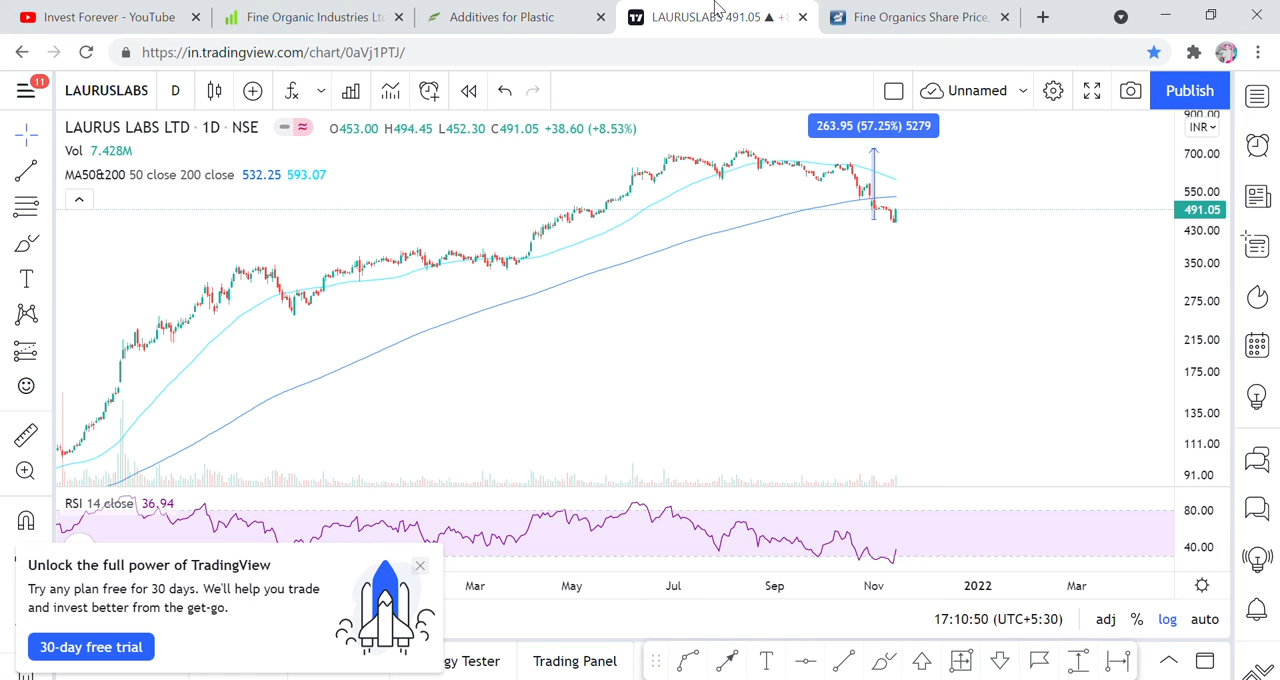 Invest Forever - YouTube
Fine Organic Industries Ltd
Additives for Plastic
LAURUSLABS 491.05 ▲ +8
Fine Organics Share Price,
https://in.tradingview.com/chart/0aVj1PTJ/
11
LAURUSLABS
D
Unnamed
Publish
LAURUS LABS LTD · 1D · NSE
O453.00 H494.45 L452.30 C491.05 +38.60 (+8.53%)
Vol 7.428M
MA50&200 50 close 200 close 532.25 593.07
263.95 (57.25%) 5279
900.00
INR
700.00
550.00
491.05
430.00
350.00
275.00
215.00
175.00
135.00
111.00
91.00
RSI 14 close 36.94
80.00
40.00
Mar
May
Jul
Sep
Nov
2022
Mar
Unlock the full power of TradingView
Try any plan free for 30 days. We'll help you trade
and invest better from the get-go.
30-day free trial
17:10:50 (UTC+5:30)
adj
%
log
auto
gy Tester
Trading Panel